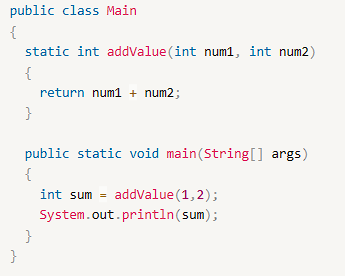 public class Main
{
  static int addValue(int num1, int num2)
  {
    return num1 + num2;
  }

  public static void main(String[] args)
  {
    int sum = addValue(1,2);
    System.out.println(sum);
  }
}